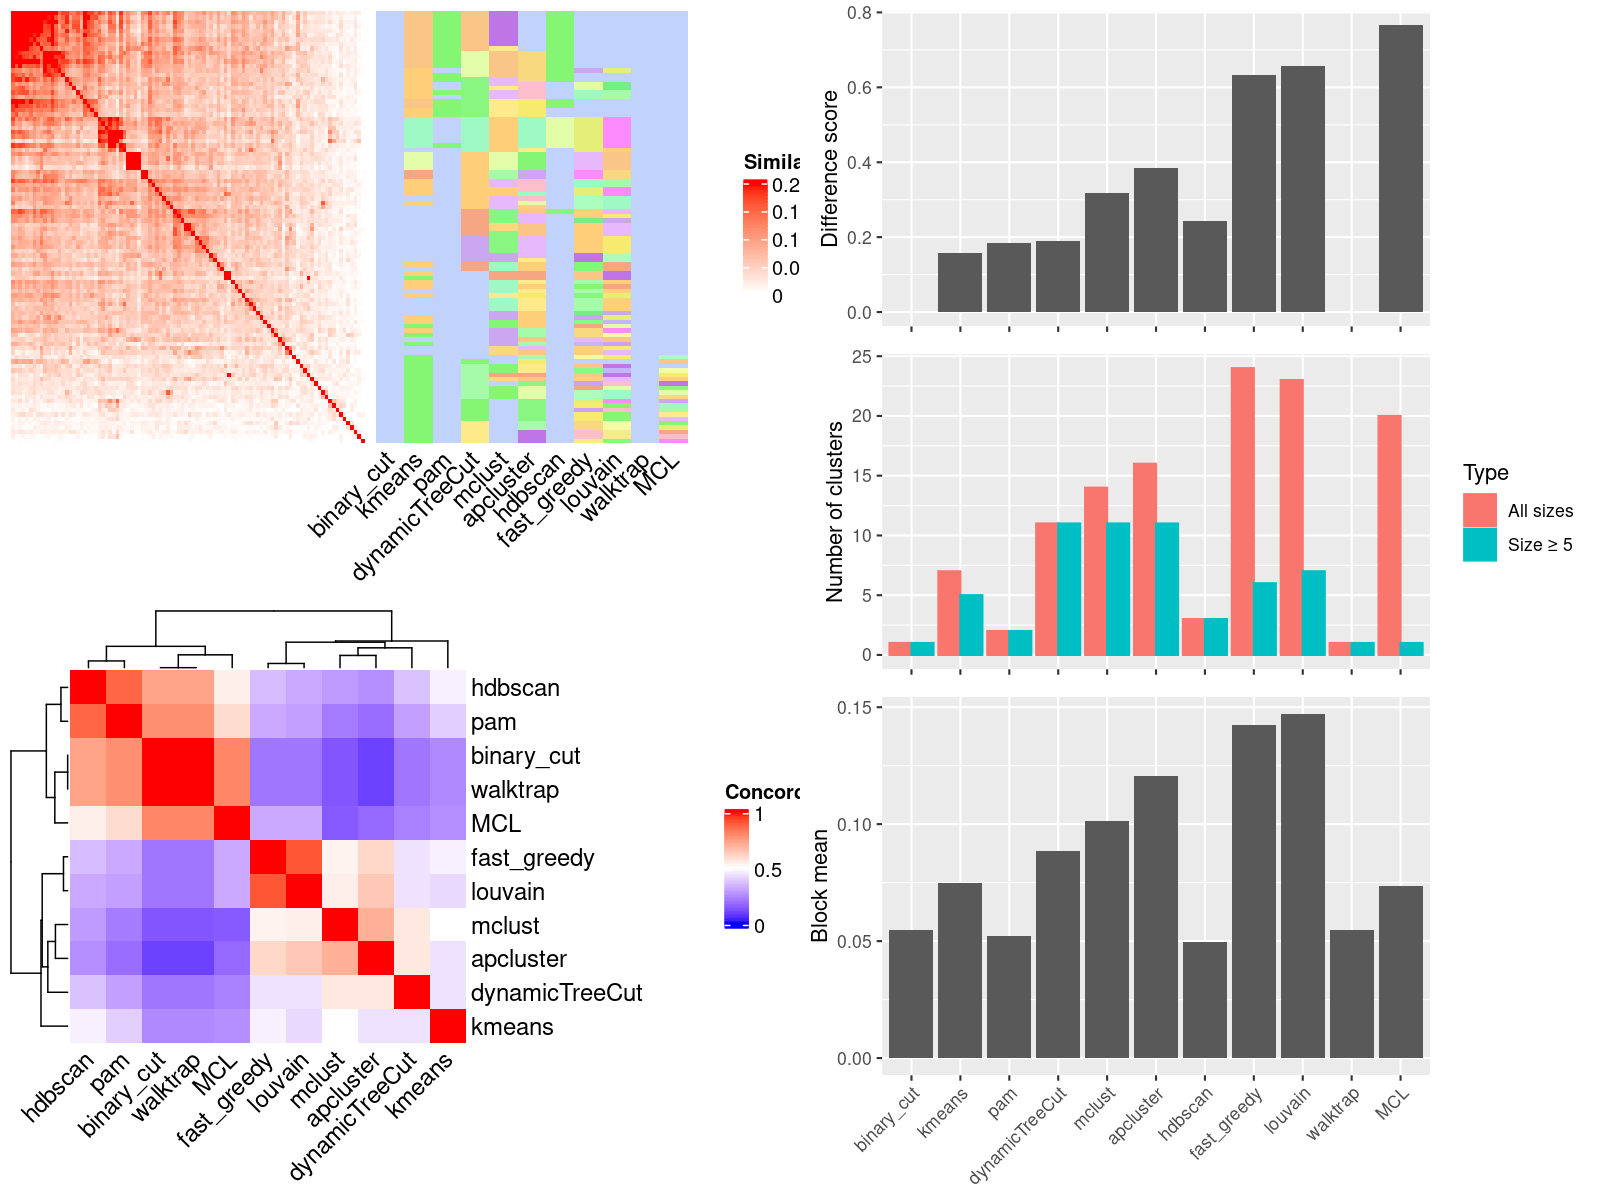 Simila
0.2
0.1
0.1
0.0
0
binary_cut
kmeans
pam
dynamicTreeCut
mclust
apcluster
hdbscan
fast_greedy
louvain
walktrap
MCL
hdbscan
pam
binary_cut
walktrap
MCL
fast_greedy
louvain
mclust
apcluster
dynamicTreeCut
kmeans
hdbscan
pam
binary_cut
walktrap
MCL
fast_greedy
louvain
mclust
apcluster
dynamicTreeCut
kmeans
Concord
1
0.5
0
Difference score
0.8
0.6
0.4
0.2
0.0
Number of clusters
25
20
15
10
5
0
Type
All sizes
Size ≥ 5
Block mean
0.15
0.10
0.05
0.00
binary_cut
kmeans
pam
dynamicTreeCut
mclust
apcluster
hdbscan
fast_greedy
louvain
walktrap
MCL